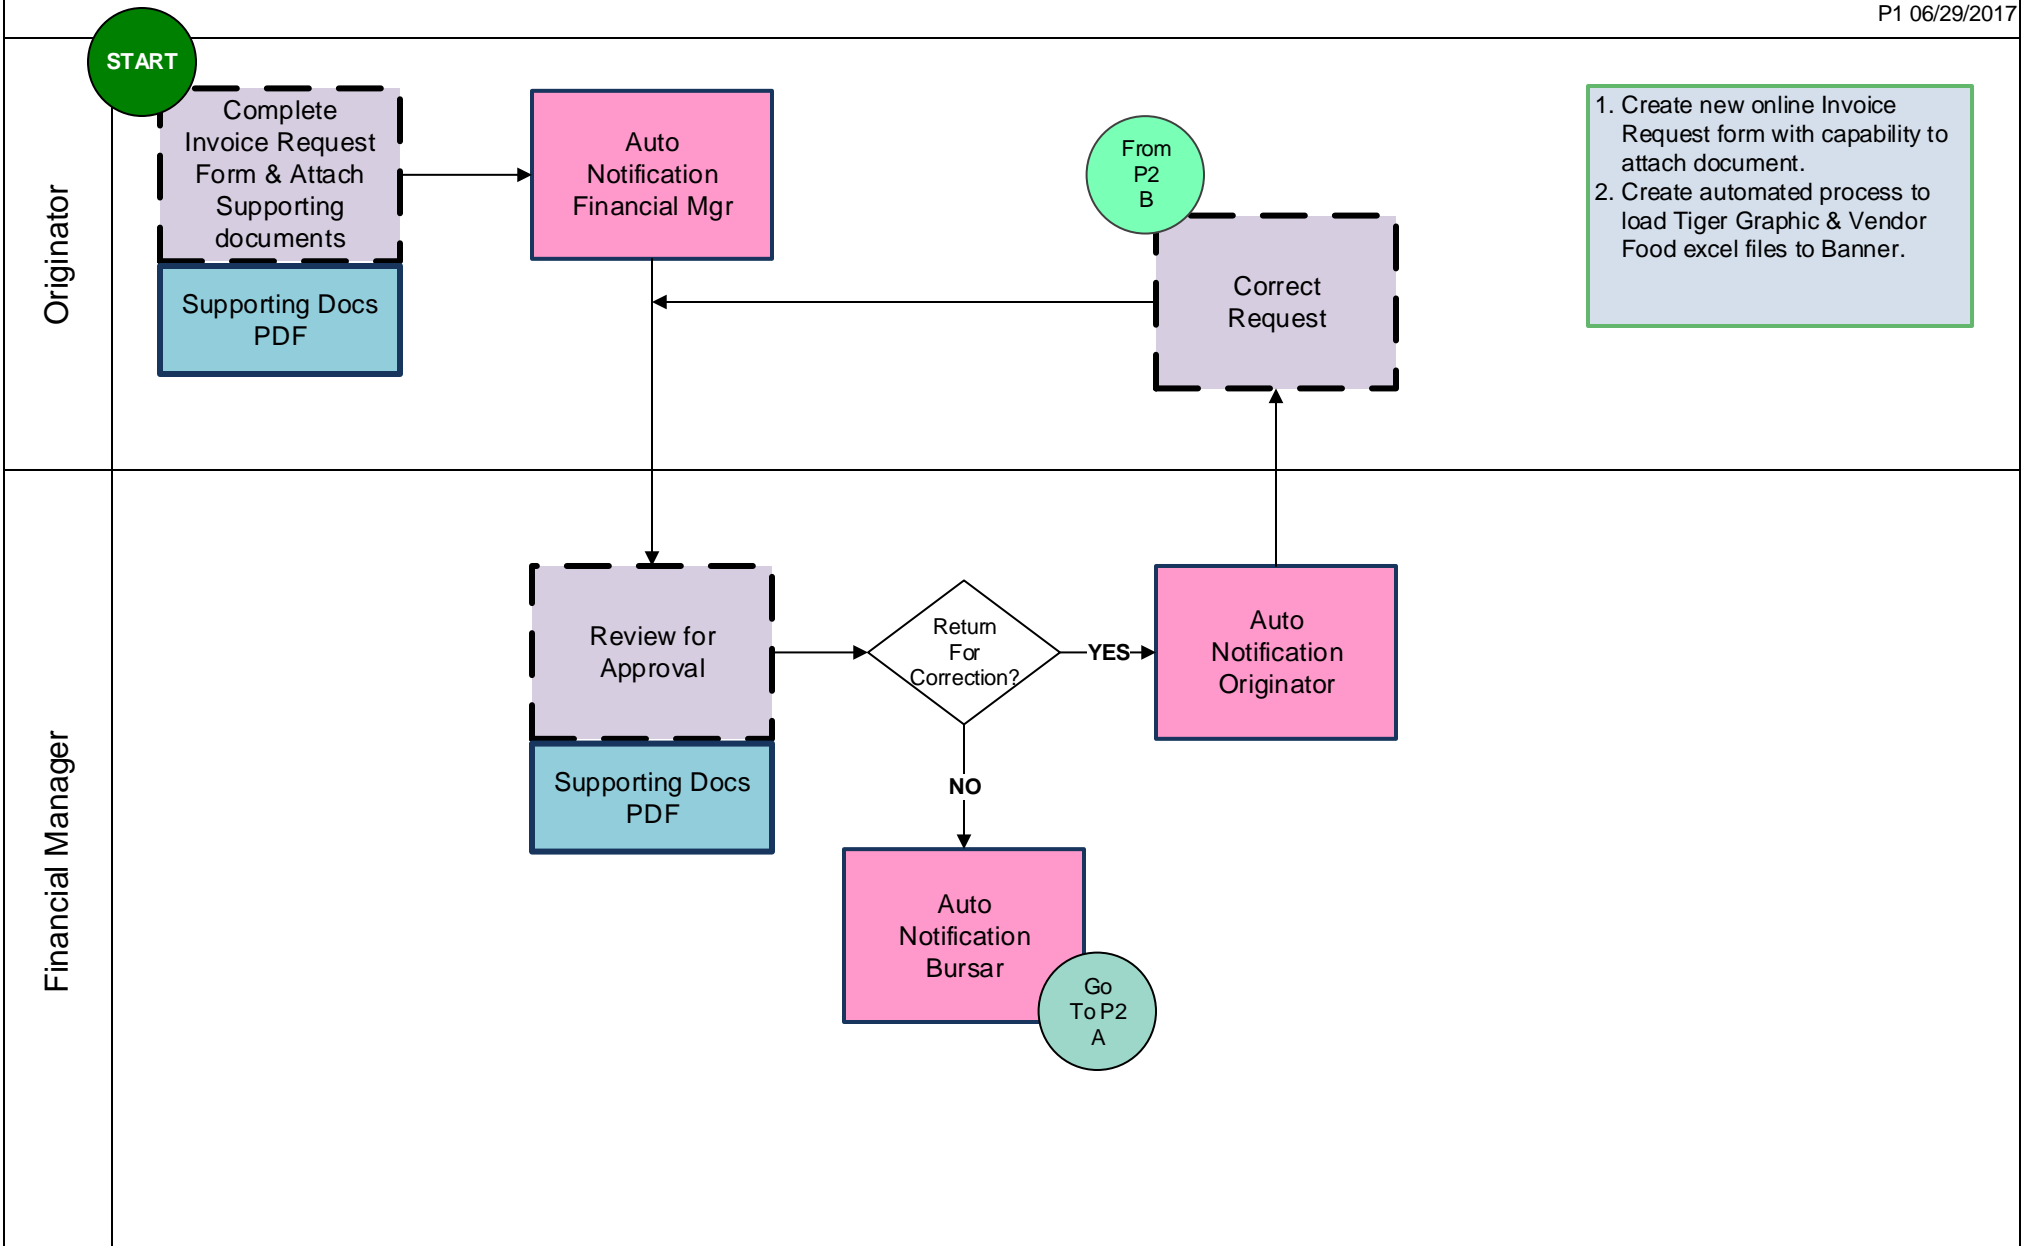 P1 06/29/2017
START
Originator
Complete
Invoice Request
Form & Attach
Supporting
documents
Supporting Docs
PDF
Auto
Notification
Financial Mgr
From
P2
B
Correct
Request
1. Create new online Invoice
Request form with capability to
attach document.
2. Create automated process to
load Tiger Graphic & Vendor
Food excel files to Banner.
Financial Manager
Review for
Approval
Supporting Docs
PDF
Return
For
Correction?
YES
Auto
Notification
Originator
NO
Auto
Notification
Bursar
Go
To P2
A